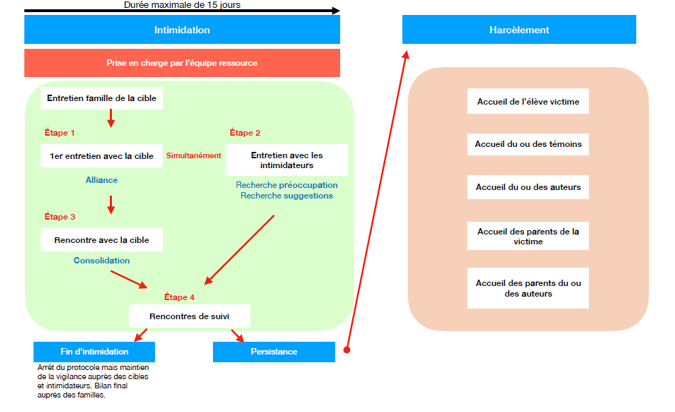 Durée maximale de 15 jours
Intimidation
Prise en charge par l'équipe ressource
Entretien famille de la cible
Étape 1
1er entretien avec la cible
Alliance
Simultanément
Étape 2
Entretien avec les
intimidateurs
Recherche préoccupation
Recherche suggestions
Étape 3
Rencontre avec la cible
Consolidation
Étape 4
Rencontres de suivi
Fin d'intimidation
Arrêt du protocole mais maintien
de la vigilance auprès des cibles
et intimidateurs. Bilan final
auprès des familles.
Persistance
Harcèlement
Accueil de l'élève victime
Accueil du ou des témoins
Accueil du ou des auteurs
Accueil des parents de la
victime
Accueil des parents du ou
des auteurs